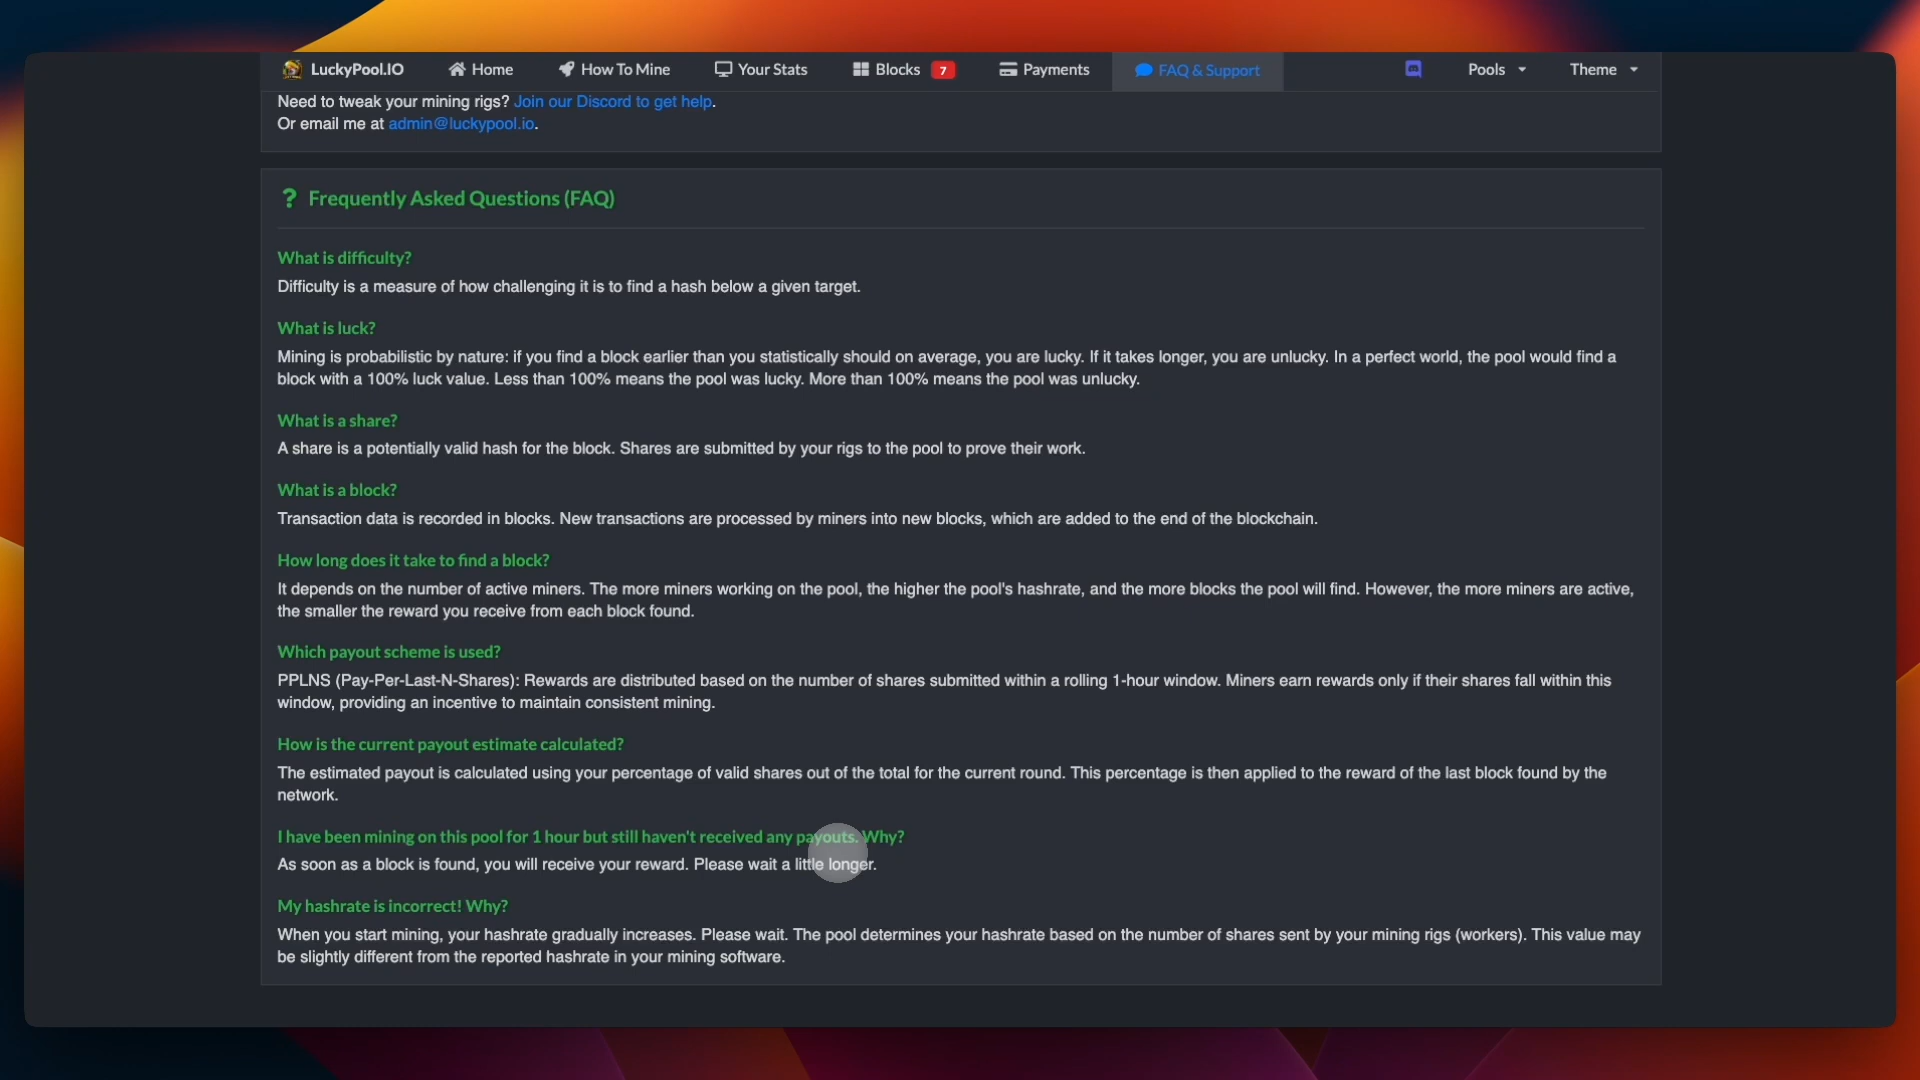 LuckyPool.IO Home How To Mine Your Stats Blocks 7 Payments FAQ & Support Pools Theme
Need to tweak your mining rigs? Join our Discord to get help.
Or email me at admin@luckypool.io.
? Frequently Asked Questions (FAQ)
What is difficulty?
Difficulty is a measure of how challenging it is to find a hash below a given target.
What is luck?
Mining is probabilistic by nature: if you find a block earlier than you statistically should on average, you are lucky. If it takes longer, you are unlucky. In a perfect world, the pool would find a
block with a 100% luck value. Less than 100% means the pool was lucky. More than 100% means the pool was unlucky.
What is a share?
A share is a potentially valid hash for the block. Shares are submitted by your rigs to the pool to prove their work.
What is a block?
Transaction data is recorded in blocks. New transactions are processed by miners into new blocks, which are added to the end of the blockchain.
How long does it take to find a block?
It depends on the number of active miners. The more miners working on the pool, the higher the pool's hashrate, and the more blocks the pool will find. However, the more miners are active,
the smaller the reward you receive from each block found.
Which payout scheme is used?
PPLNS (Pay-Per-Last-N-Shares): Rewards are distributed based on the number of shares submitted within a rolling 1-hour window. Miners earn rewards only if their shares fall within this
window, providing an incentive to maintain consistent mining.
How is the current payout estimate calculated?
The estimated payout is calculated using your percentage of valid shares out of the total for the current round. This percentage is then applied to the reward of the last block found by the
network.
I have been mining on this pool for 1 hour but still haven't received any payouts. Why?
As soon as a block is found, you will receive your reward. Please wait a little longer.
My hashrate is incorrect! Why?
When you start mining, your hashrate gradually increases. Please wait. The pool determines your hashrate based on the number of shares sent by your mining rigs (workers). This value may
be slightly different from the reported hashrate in your mining software.